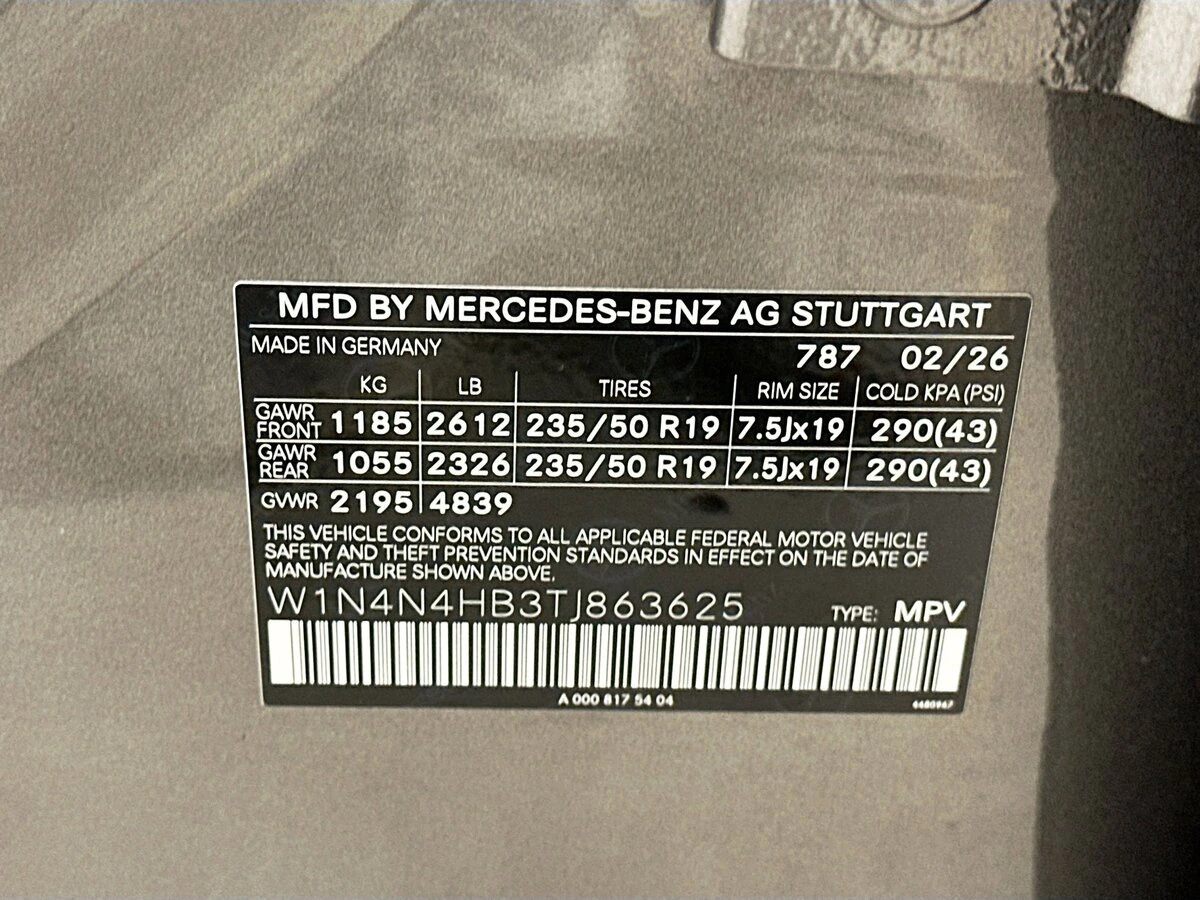 MFD BY MERCEDES-BENZ AG STUTTGART
MADE IN GERMANY 787 02/26
KG LB TIRES RIM SIZE COLD KPA (PSI)
GAWR FRONT 1185 2612 235/50 R19 7.5Jx19 290(43)
GAWR REAR 1055 2326 235/50 R19 7.5Jx19 290(43)
GVWR 2195 4839
THIS VEHICLE CONFORMS TO ALL APPLICABLE FEDERAL MOTOR VEHICLE
SAFETY AND THEFT PREVENTION STANDARDS IN EFFECT ON THE DATE OF
MANUFACTURE SHOWN ABOVE.
W1N4N4HB3TJ863625 TYPE: MPV
A 000 817 54 04